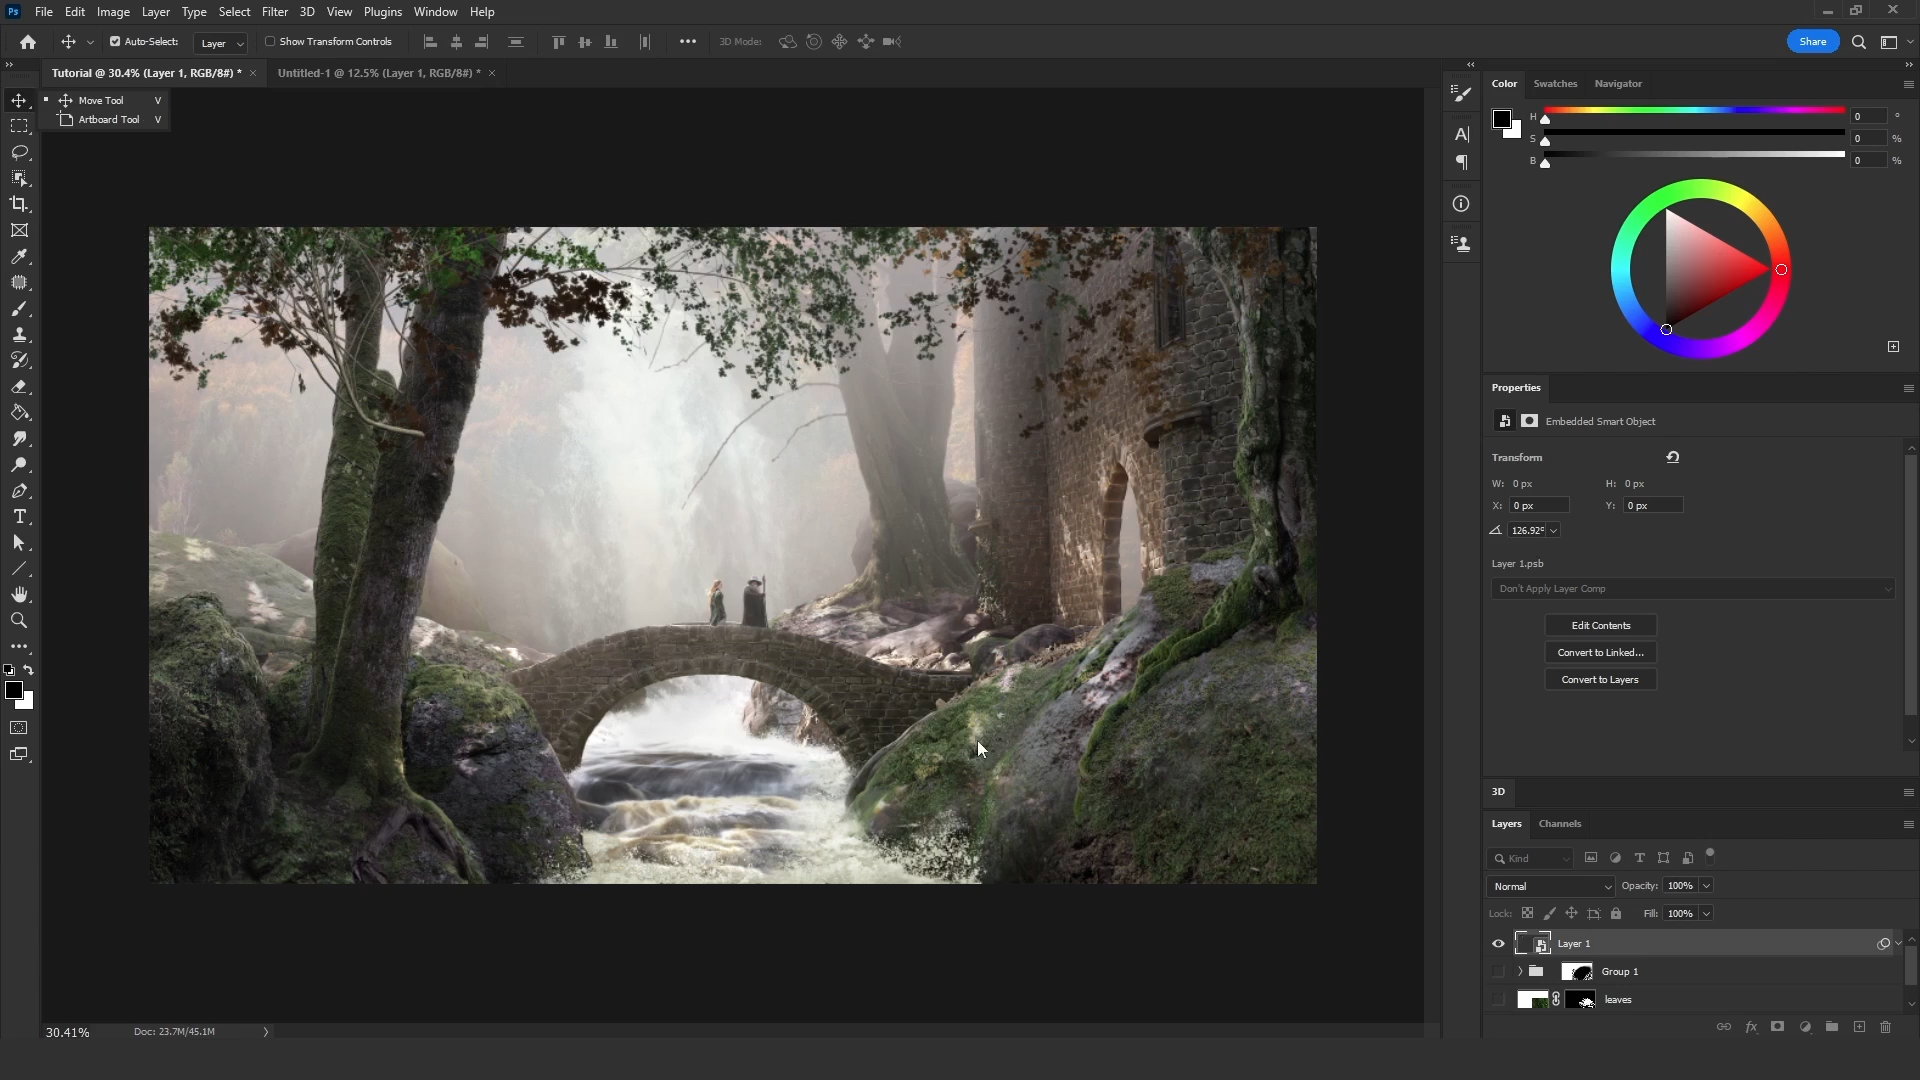 Ps File Edit Image Layer Type Select Filter 3D View Plugins Window Help
Auto-Select: Layer Show Transform Controls 3D Mode: Share
Tutorial @ 30.4% (Layer 1, RGB/8#) * Untitled-1 @ 12.5% (Layer 1, RGB/8#) *
Move Tool V
Artboard Tool V
Color Swatches Navigator
H 0 °
S 0 %
B 0 %
Properties
Embedded Smart Object
Transform
W: 0 px H: 0 px
X: 0 px Y: 0 px
126.92°
Layer 1.psb
Don't Apply Layer Comp
Edit Contents
Convert to Linked...
Convert to Layers
3D
Layers Channels
Kind
Normal Opacity: 100%
Lock: Fill: 100%
Layer 1
Group 1
leaves
fx
30.41% Doc: 23.7M/45.1M